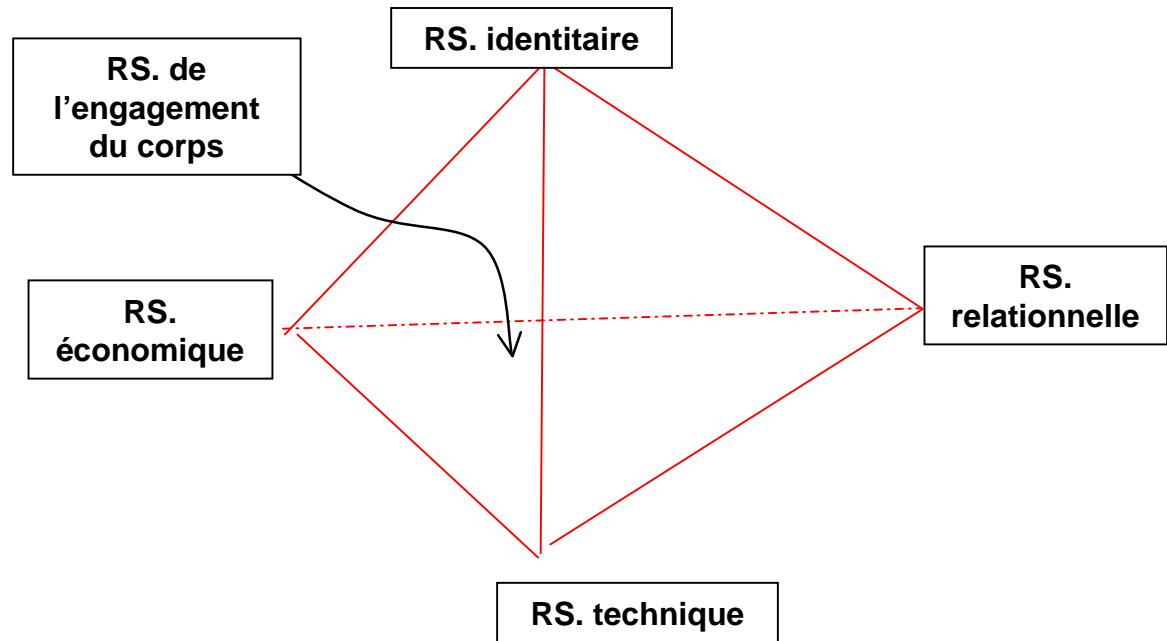 RS. identitaire
RS. de
l’engagement
du corps
RS.
économique
RS.
relationnelle
RS. technique